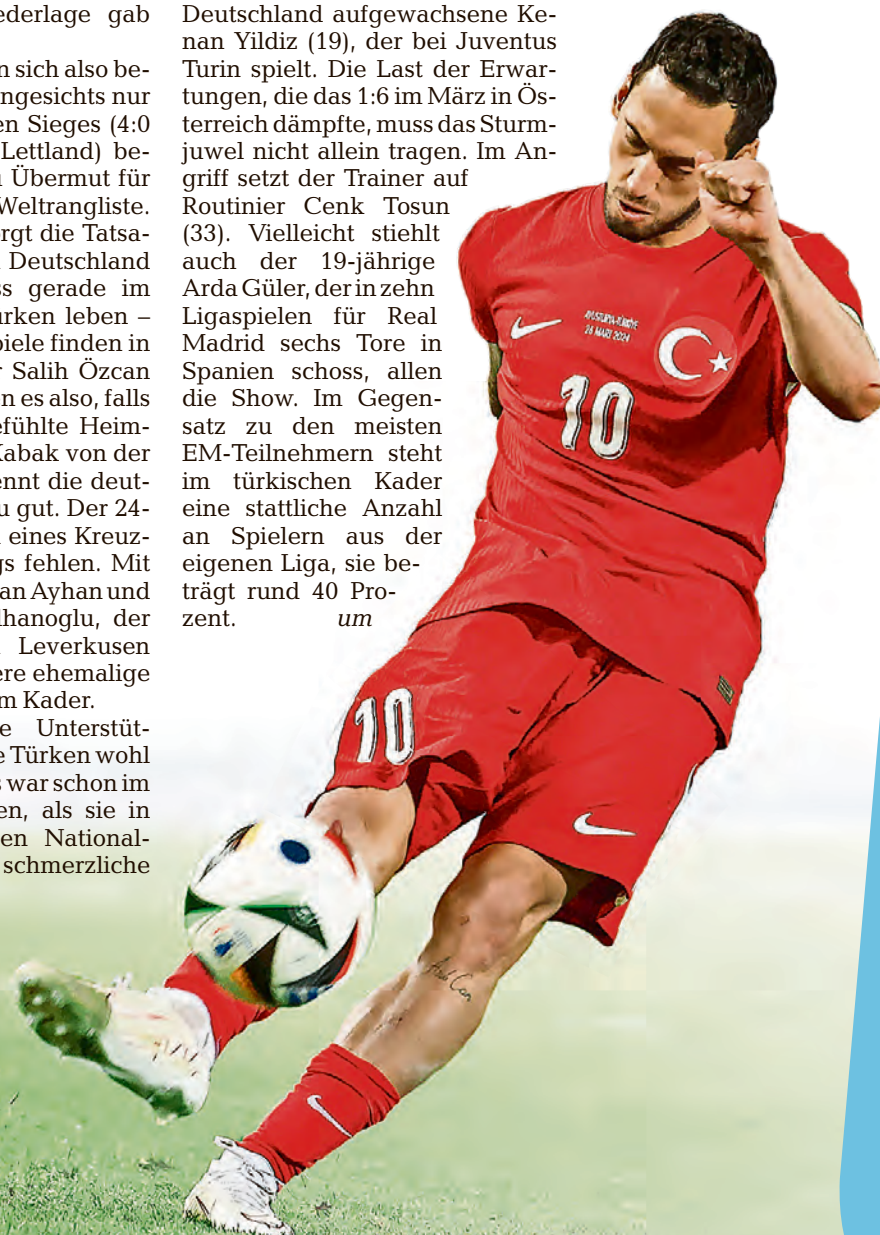 ederlage gab
n sich also be-
ngesichts nur
en Sieges (4:0
Lettland) be-
Übermut für
Weltrangliste.
rgt die Tatsa-
Deutschland
ss gerade im
rken leben –
piele finden in
Salih Özcan
n es also, falls
efühlte Heim-
Kabak von der
ennt die deut-
u gut. Der 24-
eines Kreuz-
gs fehlen. Mit
an Ayhan und
lhanoglu, der
Leverkusen
ere ehemalige
m Kader.
e Unterstüt-
e Türken wohl
s war schon im
en, als sie in
en National-
schmerzliche
Deutschland aufgewachsene Ke-
nan Yildiz (19), der bei Juventus
Turin spielt. Die Last der Erwar-
tungen, die das 1:6 im März in Ös-
terreich dämpfte, muss das Sturm-
juwel nicht allein tragen. Im An-
griff setzt der Trainer auf
Routinier Cenk Tosun
(33). Vielleicht stiehlt
auch der 19-jährige
Arda Güler, der in zehn
Ligaspielen für Real
Madrid sechs Tore in
Spanien schoss, allen
die Show. Im Gegen-
satz zu den meisten
EM-Teilnehmern steht
im türkischen Kader
eine stattliche Anzahl
an Spielern aus der
eigenen Liga, sie be-
trägt rund 40 Pro-
zent. um
26 MART 2024
10
10